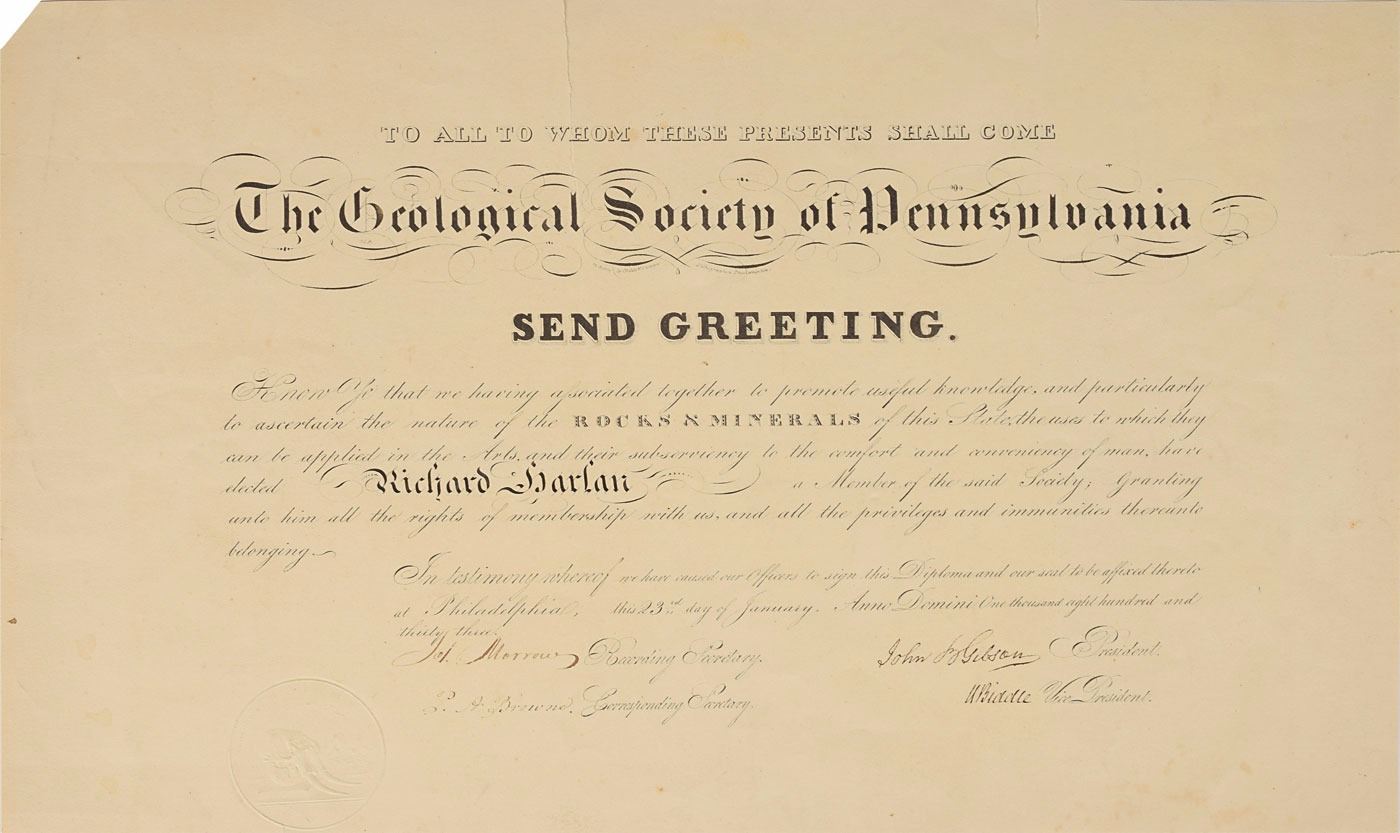 TO ALL TO WHOM THESE PRESENTS SHALL COME
The Geological Society of Pennsylvania
SEND GREETING.
Know Ye that we having associated together to promote useful knowledge, and particularly
to ascertain the nature of the ROCKS & MINERALS of this State, the uses to which they
can be applied in the Arts, and their subserviency to the comfort and conveniency of man, have
elected Richard Harlan a Member of the said Society; Granting
unto him all the rights of membership with us, and all the privileges and immunities thereunto
belonging.
In testimony whereof we have caused our Officers to sign this Diploma and our seal to be affixed thereto
at Philadelphia, this 23rd day of January. Anno Domini One thousand eight hundred and
thirty three.
Morrow Recording Secretary. John B Gibson President.
P. A. Browne. Corresponding Secretary. Biddle Vice President.